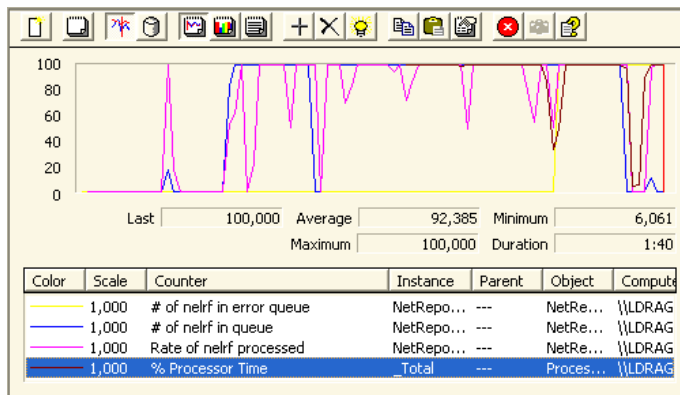 100
80
60
40
20
0
Last 100,000 Average 92,385 Minimum 6,061
Maximum 100,000 Duration 1:40
Color Scale Counter Instance Parent Object Compute
1,000 # of nelrf in error queue NetRepo... --- NetRe... \\LDRAG
1,000 # of nelrf in queue NetRepo... --- NetRe... \\LDRAG
1,000 Rate of nelrf processed NetRepo... --- NetRe... \\LDRAG
1,000 % Processor Time _Total --- Proces... \\LDRAG